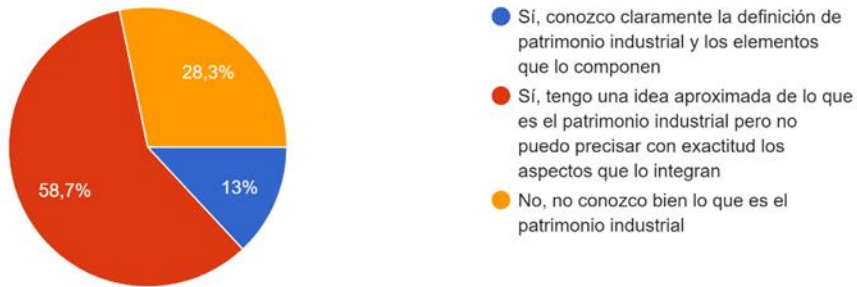 28,3%
58,7%
13%
Sí, conozco claramente la definición de
patrimonio industrial y los elementos
que lo componen
Sí, tengo una idea aproximada de lo que
es el patrimonio industrial pero no
puedo precisar con exactitud los
aspectos que lo integran
No, no conozco bien lo que es el
patrimonio industrial